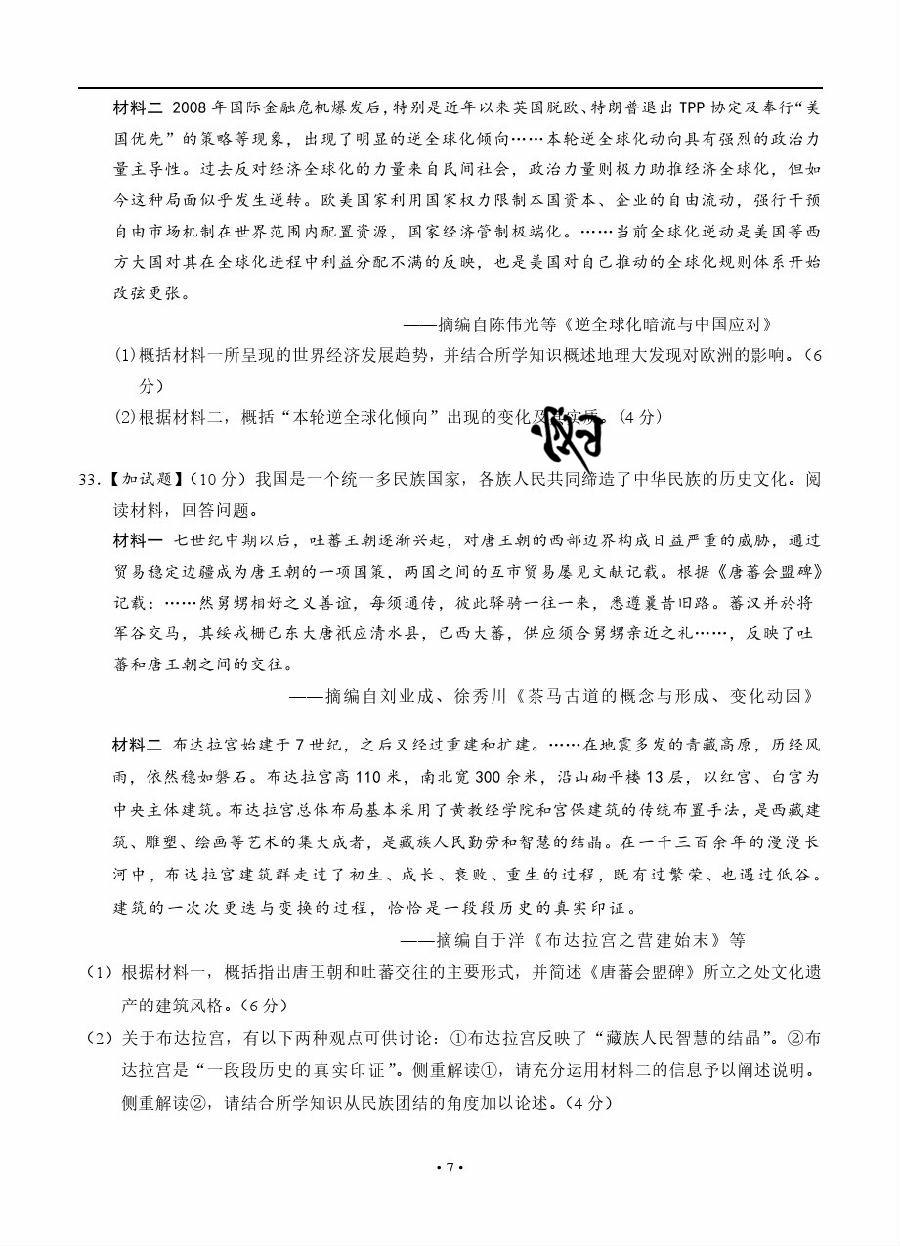 材料二 2008 年国际金融危机爆发后,特别是近年以来英国脱欧、特朗普退出 TPP 协定及奉行“美
国优先”的策略等现象，出现了明显的逆全球化倾向……本轮逆全球化动向具有强烈的政治力
量主导性。过去反对经济全球化的力量来自民间社会，政治力量则极力助推经济全球化，但如
今这种局面似乎发生逆转。欧美国家利用国家权力限制本国资本、企业的自由流动，强行干预
自由市场机制在世界范围内配置资源，国家经济管制极端化。……当前全球化逆动是美国等西
方大国对其在全球化进程中利益分配不满的反映，也是美国对自己推动的全球化规则体系开始
改弦更张。
——摘编自陈伟光等《逆全球化暗流与中国应对》
(1)概括材料一所呈现的世界经济发展趋势，并结合所学知识概述地理大发现对欧洲的影响。（6
分）
(2)根据材料二，概括“本轮逆全球化倾向”出现的变化及其实质。（4 分）
33.【加试题】（10 分）我国是一个统一多民族国家，各族人民共同缔造了中华民族的历史文化。阅
读材料，回答问题。
材料一 七世纪中期以后，吐蕃王朝逐渐兴起，对唐王朝的西部边界构成日益严重的威胁，通过
贸易稳定边疆成为唐王朝的一项国策，两国之间的互市贸易屡见文献记载。根据《唐蕃会盟碑》
记载：……然舅甥相好之义善谊，每须通传，彼此驿骑一往一来，悉遵曩昔旧路。蕃汉并於将
军谷交马，其绥戎栅已东大唐祇应清水县，已西大蕃，供应须合舅甥亲近之礼……，反映了吐
蕃和唐王朝之间的交往。
——摘编自刘业成、徐秀川《茶马古道的概念与形成、变化动因》
材料二 布达拉宫始建于 7 世纪，之后又经过重建和扩建。……在地震多发的青藏高原，历经风
雨，依然稳如磐石。布达拉宫高 110 米，南北宽 300 余米，沿山砌平楼 13 层，以红宫、白宫为
中央主体建筑。布达拉宫总体布局基本采用了黄教经学院和宫保建筑的传统布置手法，是西藏建
筑、雕塑、绘画等艺术的集大成者，是藏族人民勤劳和智慧的结晶。在一千三百余年的漫漫长
河中，布达拉宫建筑群走过了初生、成长、衰败、重生的过程，既有过繁荣、也遇过低谷。
建筑的一次次更迭与变换的过程，恰恰是一段段历史的真实印证。
——摘编自于洋《布达拉宫之营建始末》等
（1）根据材料一，概括指出唐王朝和吐蕃交往的主要形式，并简述《唐蕃会盟碑》所立之处文化遗
产的建筑风格。（6 分）
（2）关于布达拉宫，有以下两种观点可供讨论：①布达拉宫反映了“藏族人民智慧的结晶”。②布
达拉宫是“一段段历史的真实印证”。侧重解读①，请充分运用材料二的信息予以阐述说明。
侧重解读②，请结合所学知识从民族团结的角度加以论述。（4 分）
• 7 •